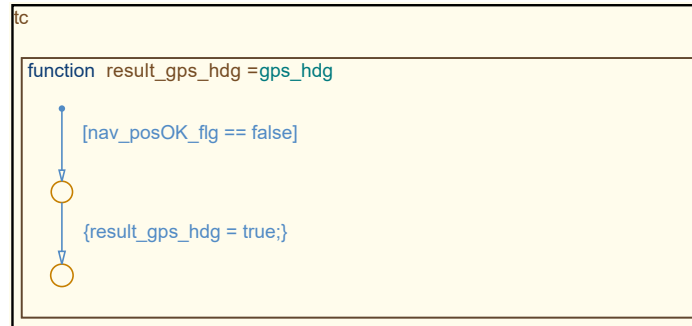 tc
function result_gps_hdg =gps_hdg
[nav_posOK_flg == false]
{result_gps_hdg = true;}